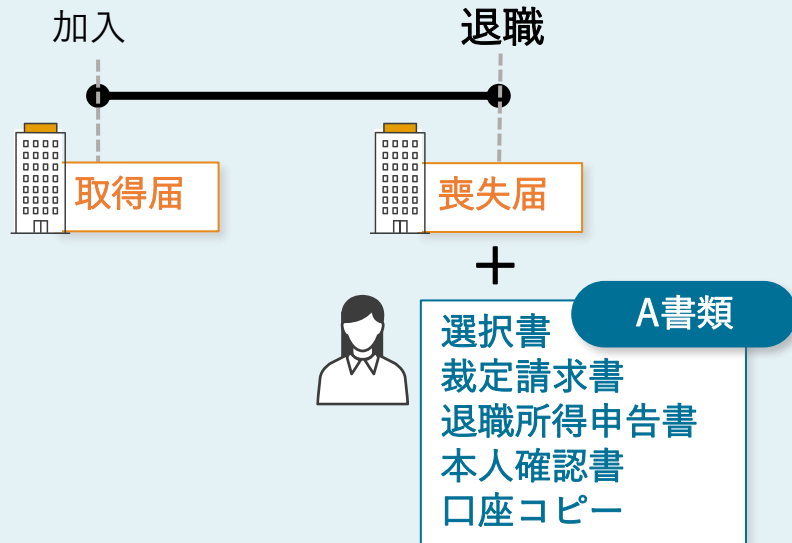 加入
退職
取得届
喪失届
+
A書類
選択書
裁定請求書
退職所得申告書
本人確認書
口座コピー